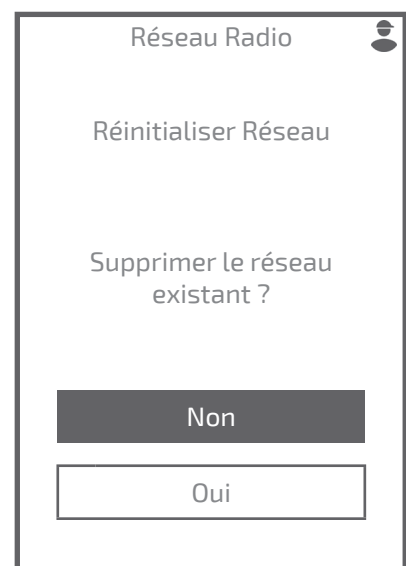 Réseau Radio
Réinitialiser Réseau
Supprimer le réseau
existant ?
Non
Oui